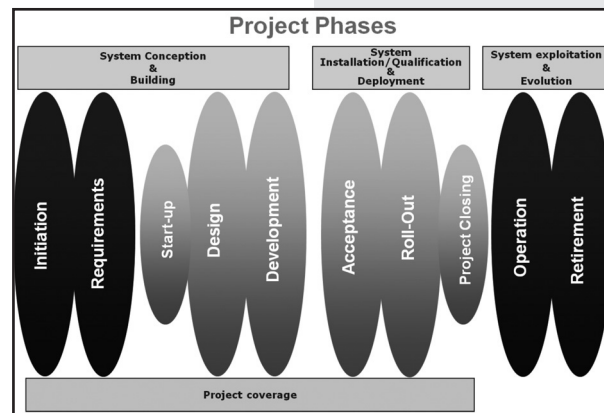 Project Phases
System Conception
&
Building
System
Installation/Qualification
&
Deployment
System exploitation
&
Evolution
Initiation
Requirements
Start-up
Design
Development
Acceptance
Roll-Out
Project Closing
Operation
Retirement
Project coverage